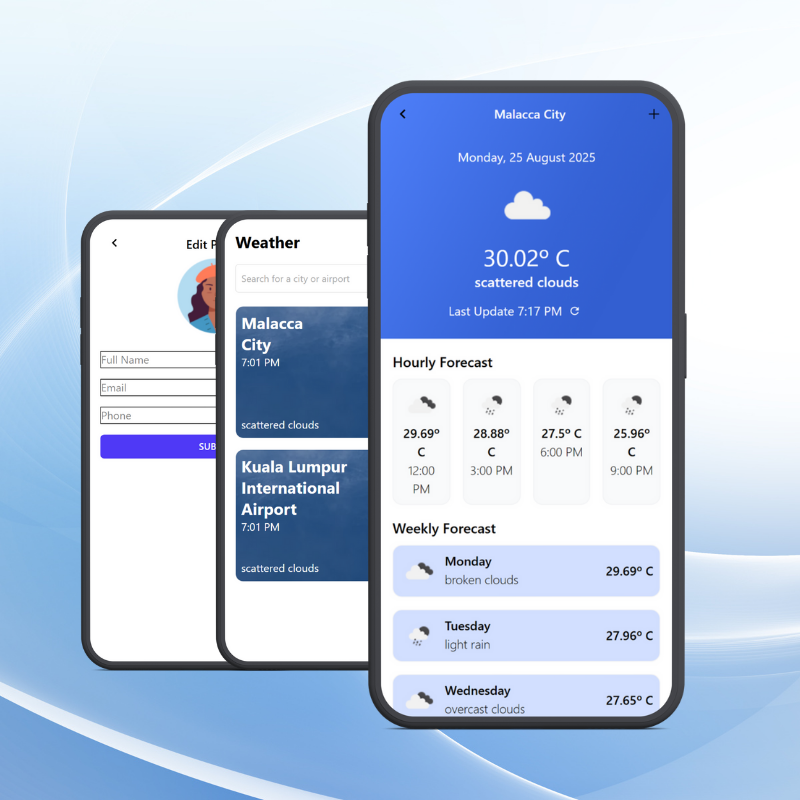 Edit P
Full Name
Email
Phone
SUB
Weather
Search for a city or airport
Malacca
City
7:01 PM
scattered clouds
Kuala Lumpur
International
Airport
7:01 PM
scattered clouds
Malacca City
Monday, 25 August 2025
30.02º C
scattered clouds
Last Update 7:17 PM
Hourly Forecast
29.69º
C
12:00
PM
28.88º
C
3:00 PM
27.5º C
6:00 PM
25.96º
C
9:00 PM
Weekly Forecast
Monday
broken clouds
29.69º C
Tuesday
light rain
27.96º C
Wednesday
overcast clouds
27.65º C